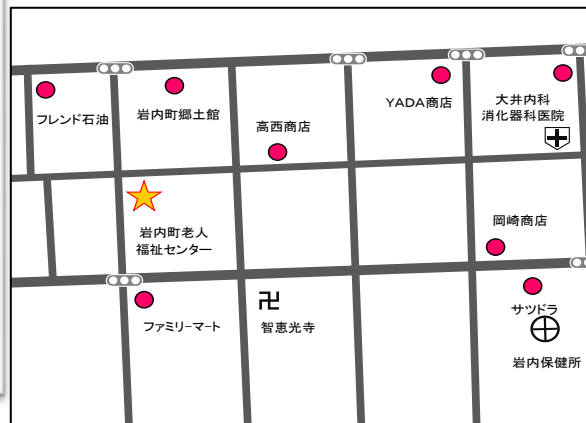 フレンド石油
岩内町郷土館
高西商店
YADA商店
大井内科
消化器科医院
岩内町老人
福祉センター
岡崎商店
ファミリーマート
智恵光寺
サツドラ
岩内保健所